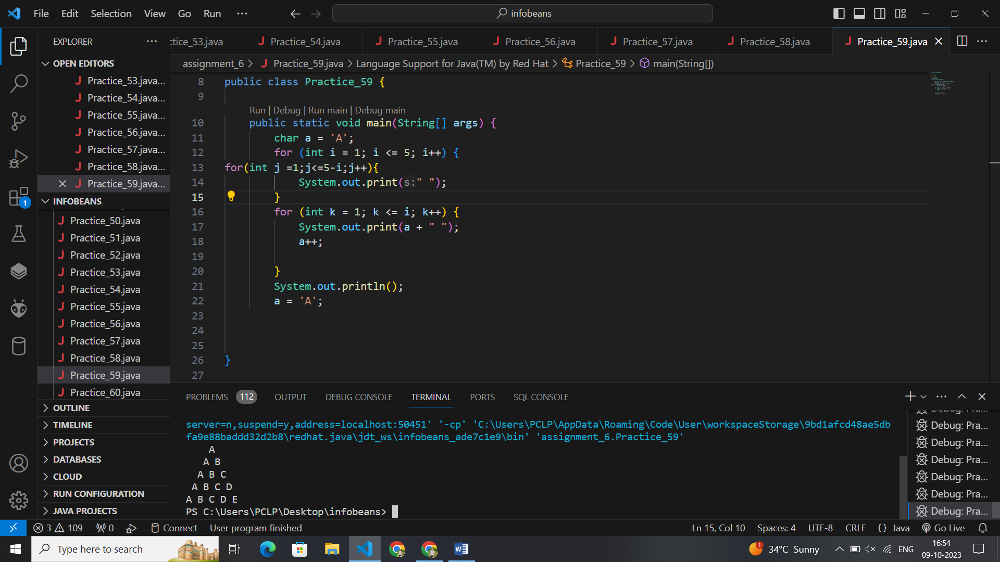 File Edit Selection View Go Run ···
infobeans
EXPLORER ···
OPEN EDITORS
Practice_53.java...
Practice_54.java...
Practice_55.java...
Practice_56.java...
Practice_57.java...
Practice_58.java...
Practice_59.java...
INFOBEANS
Practice_50.java
Practice_51.java
Practice_52.java
Practice_53.java
Practice_54.java
Practice_55.java
Practice_56.java
Practice_57.java
Practice_58.java
Practice_59.java
Practice_60.java
OUTLINE
TIMELINE
PROJECTS
DATABASES
CLOUD
RUN CONFIGURATION
JAVA PROJECTS
ctice_53.java Practice_54.java Practice_55.java Practice_56.java Practice_57.java Practice_58.java Practice_59.java
assignment_6 > Practice_59.java > Language Support for Java(TM) by Red Hat > Practice_59 > main(String[])
8 public class Practice_59 {
9
Run | Debug | Run main | Debug main
10 public static void main(String[] args) {
11 char a = 'A';
12 for (int i = 1; i <= 5; i++) {
13 for(int j =1;j<=5-i;j++){
14 System.out.print(s:" ");
15 }
16 for (int k = 1; k <= i; k++) {
17 System.out.print(a + " ");
18 a++;
19
20 }
21 System.out.println();
22 a = 'A';
23
24
25
26 }
27
PROBLEMS 112 OUTPUT DEBUG CONSOLE TERMINAL PORTS SQL CONSOLE
server=n,suspend=y,address=localhost:50451' '-cp' 'C:\Users\PCLP\AppData\Roaming\Code\User\workspaceStorage\9bd1afcd48ae5db
fa9e88baddd32d2b8\redhat.java\jdt_ws\infobeans_ade7c1e9\bin' 'assignment_6.Practice_59'
A
A B
A B C
A B C D
A B C D E
PS C:\Users\PCLP\Desktop\infobeans>
Debug: Pra...
Debug: Pra...
Debug: Pra...
Debug: Pra...
Debug: Pra...
Debug: Pra...
1
3 109 0 Connect User program finished Ln 15, Col 10 Spaces: 4 UTF-8 CRLF {} Java Go Live
Type here to search 1 34°C Sunny ENG 16:54
09-10-2023